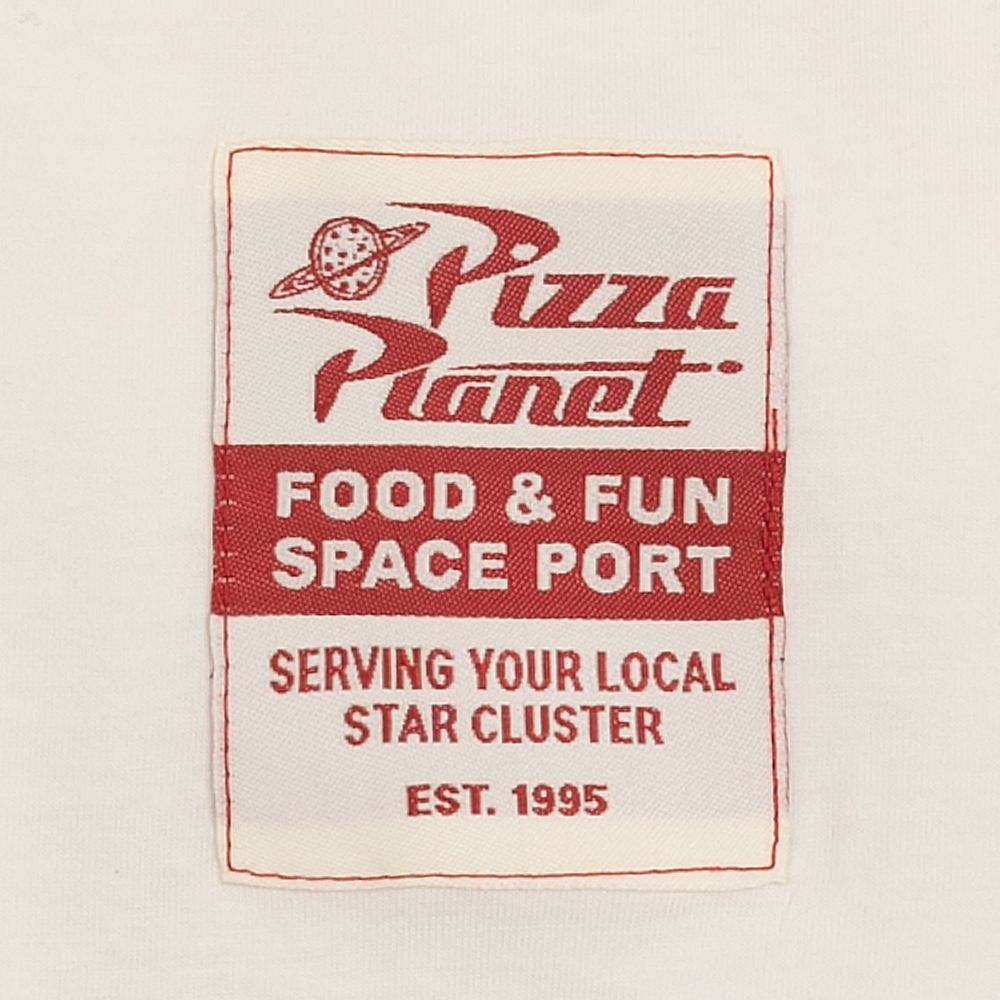 Pizza
Planet
FOOD & FUN
SPACE PORT
SERVING YOUR LOCAL
STAR CLUSTER
EST. 1995